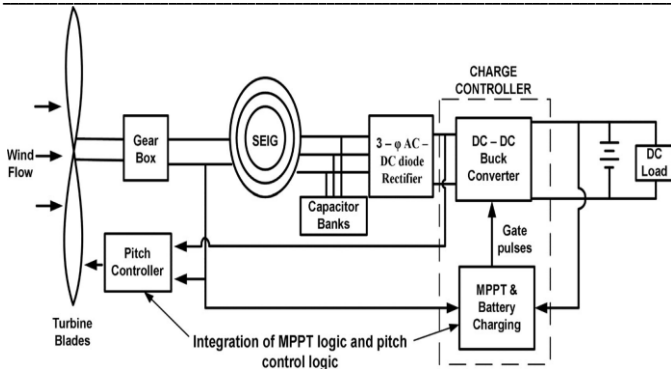 CHARGE
CONTROLLER
Wind
Flow
Gear
Box
SEIG
3 – φ AC –
DC diode
Rectifier
DC – DC
Buck
Converter
DC
Load
Capacitor
Banks
Gate
pulses
Pitch
Controller
MPPT &
Battery
Charging
Turbine
Blades
Integration of MPPT logic and pitch
control logic